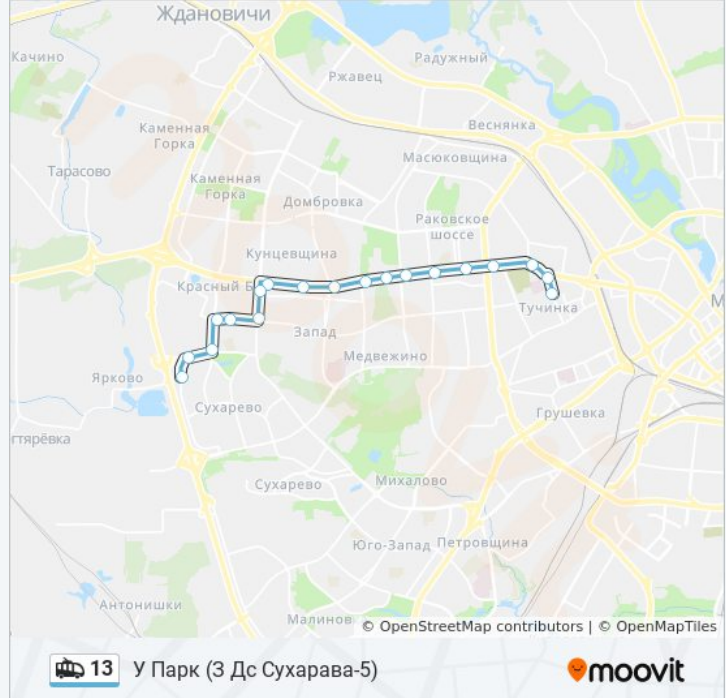 Ждановичи
Качино
Радужный
Ржавец
Каменная
Горка
Веснянка
Масюковщина
Тарасово
Каменная
Горка
Домбровка
Раковское
шоссе
Кунцевщина
Красный Б
Тучинка
М
Запад
Медвежино
Ярково
Сухарево
Грушевка
гтярёвка
Сухарево
Михалово
Юго-Запад
Петровщина
Антонишки
Малинов
© OpenStreetMap contributors | © OpenMapTiles
13 У Парк (З Дс Сухарава-5)
moovit